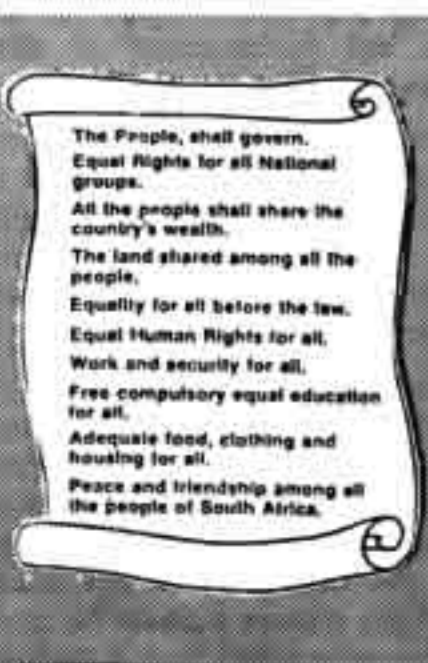 The People, shall govern.
Equal Rights for all National
groups.
All the people shall share the
country's wealth.
The land shared among all the
people.
Equality for all before the law.
Equal Human Rights for all.
Work and security for all.
Free compulsory equal education
for all.
Adequate food, clothing and
housing for all.
Peace and friendship among all
the people of South Africa.